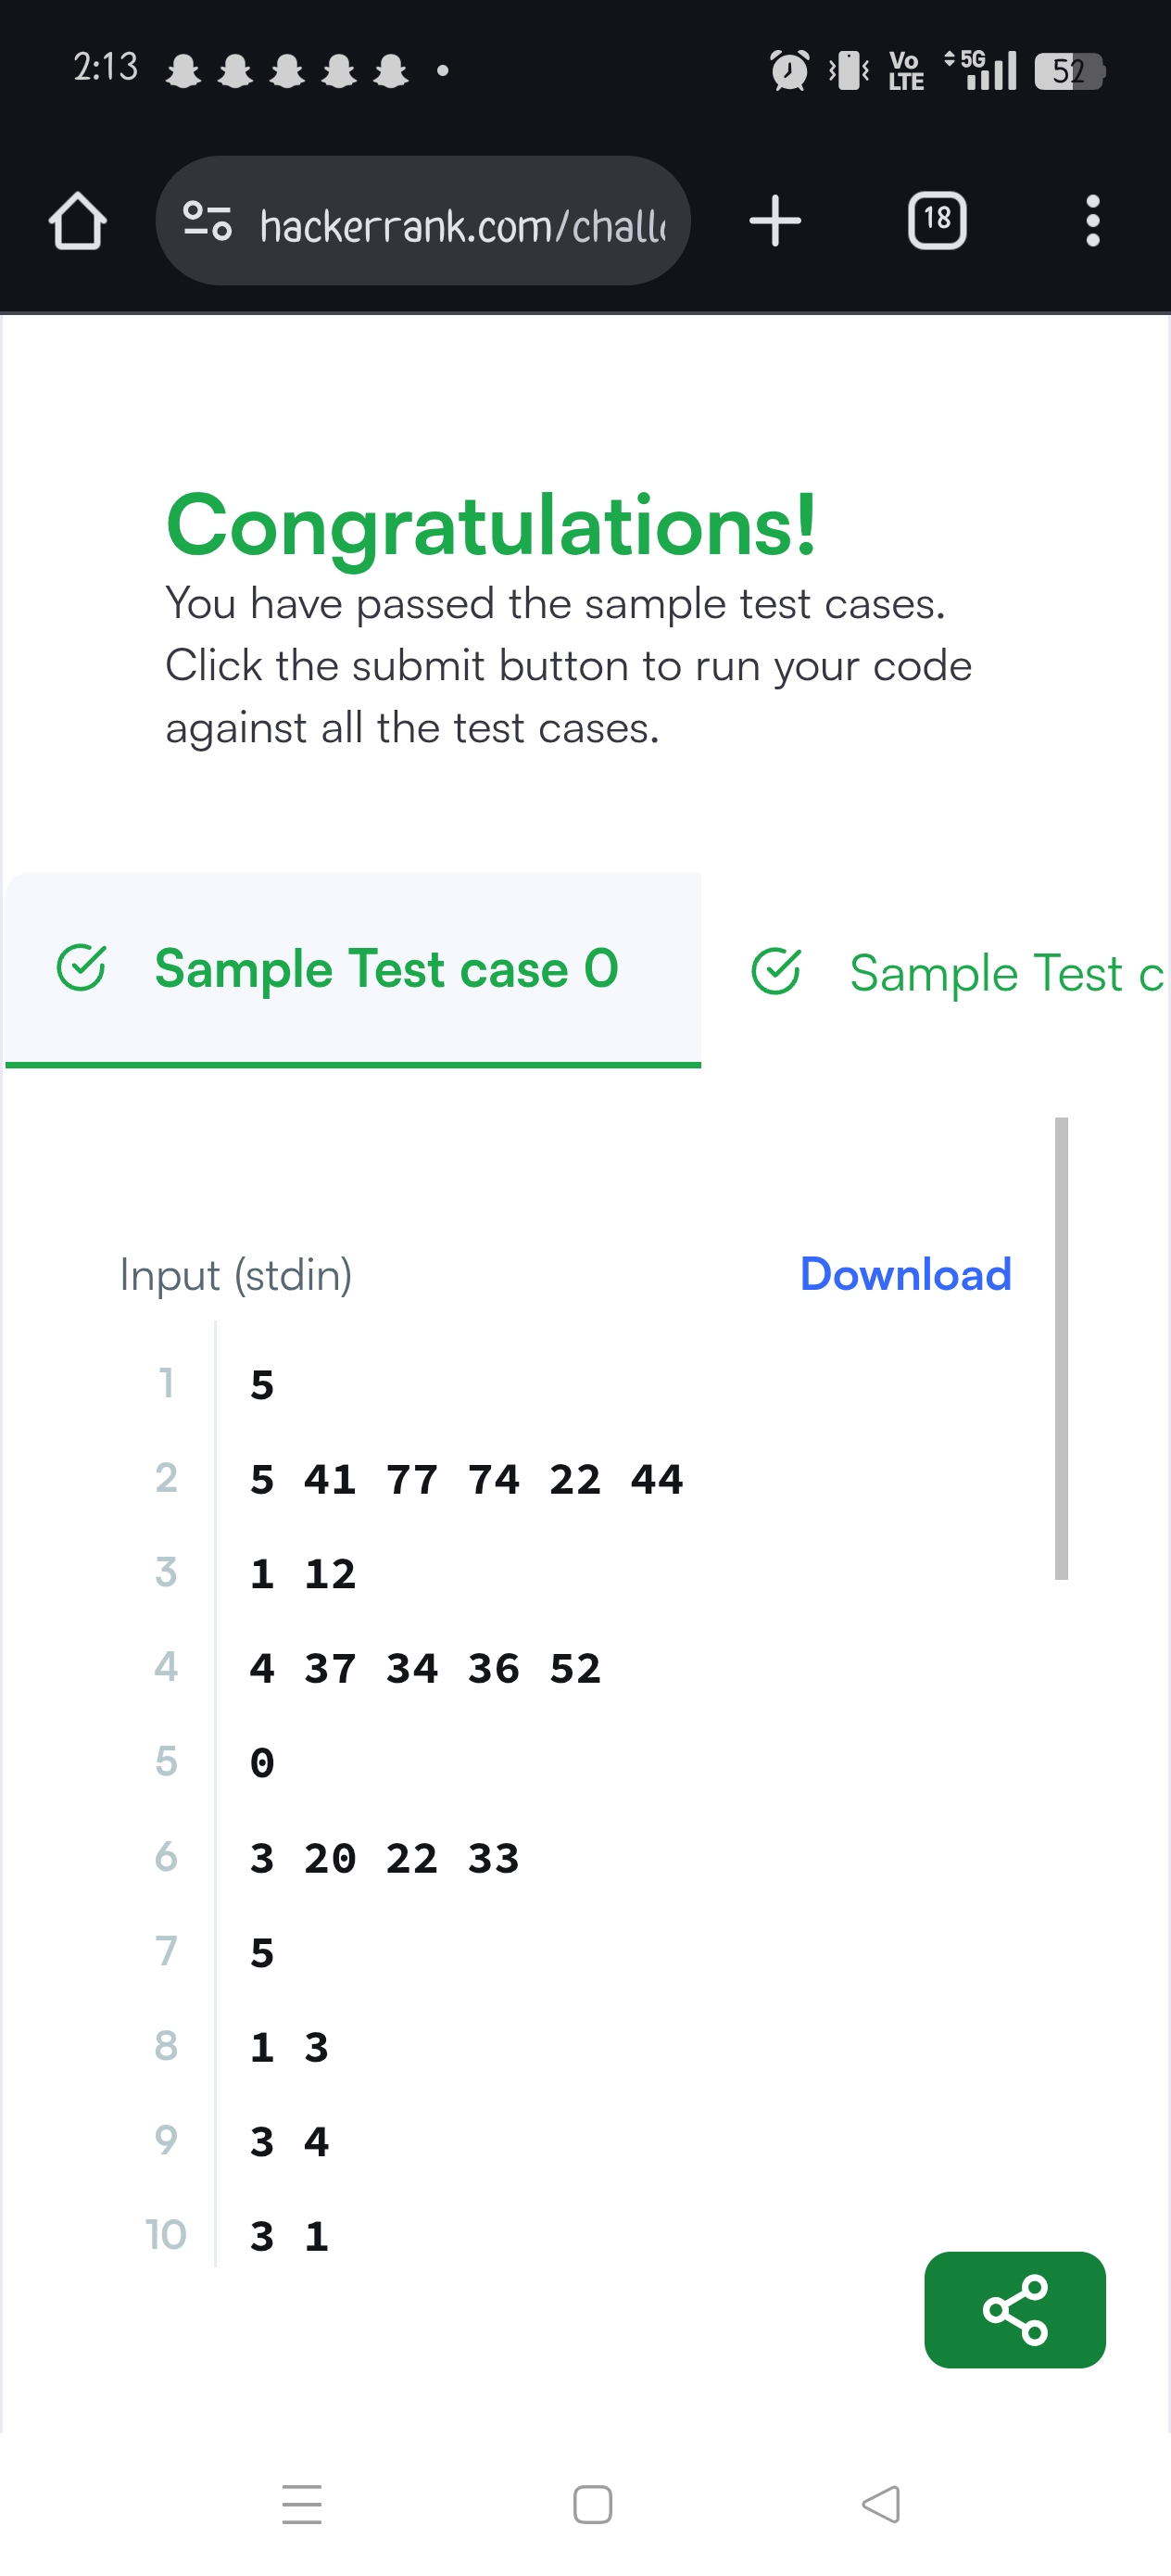 2:13
Vo LTE 5G 52
hackerrank.com/chall
18
Congratulations!
You have passed the sample test cases.
Click the submit button to run your code
against all the test cases.
Sample Test case 0
Sample Test c
Input (stdin)
Download
1 5
2 5 41 77 74 22 44
3 1 12
4 4 37 34 36 52
5 0
6 3 20 22 33
7 5
8 1 3
9 3 4
10 3 1